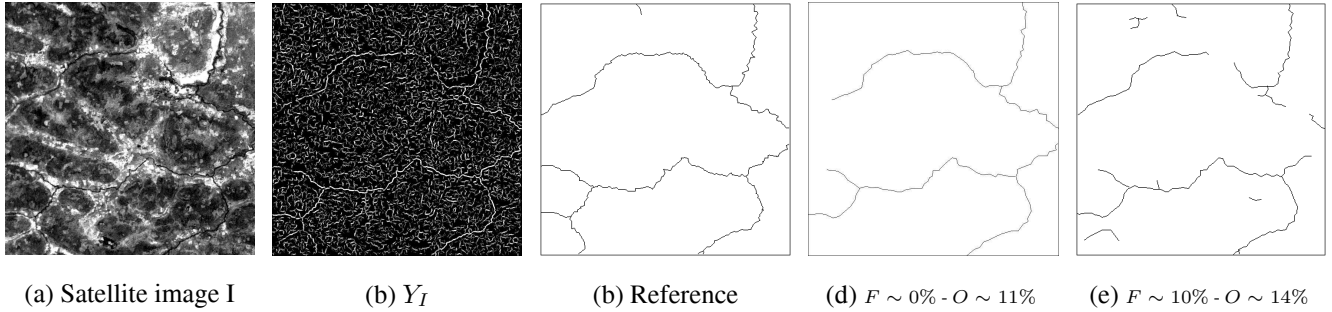 (a) Satellite image I
(b) Y_I
(b) Reference
(d) F ∼ 0% - O ∼ 11%
(e) F ∼ 10% - O ∼ 14%